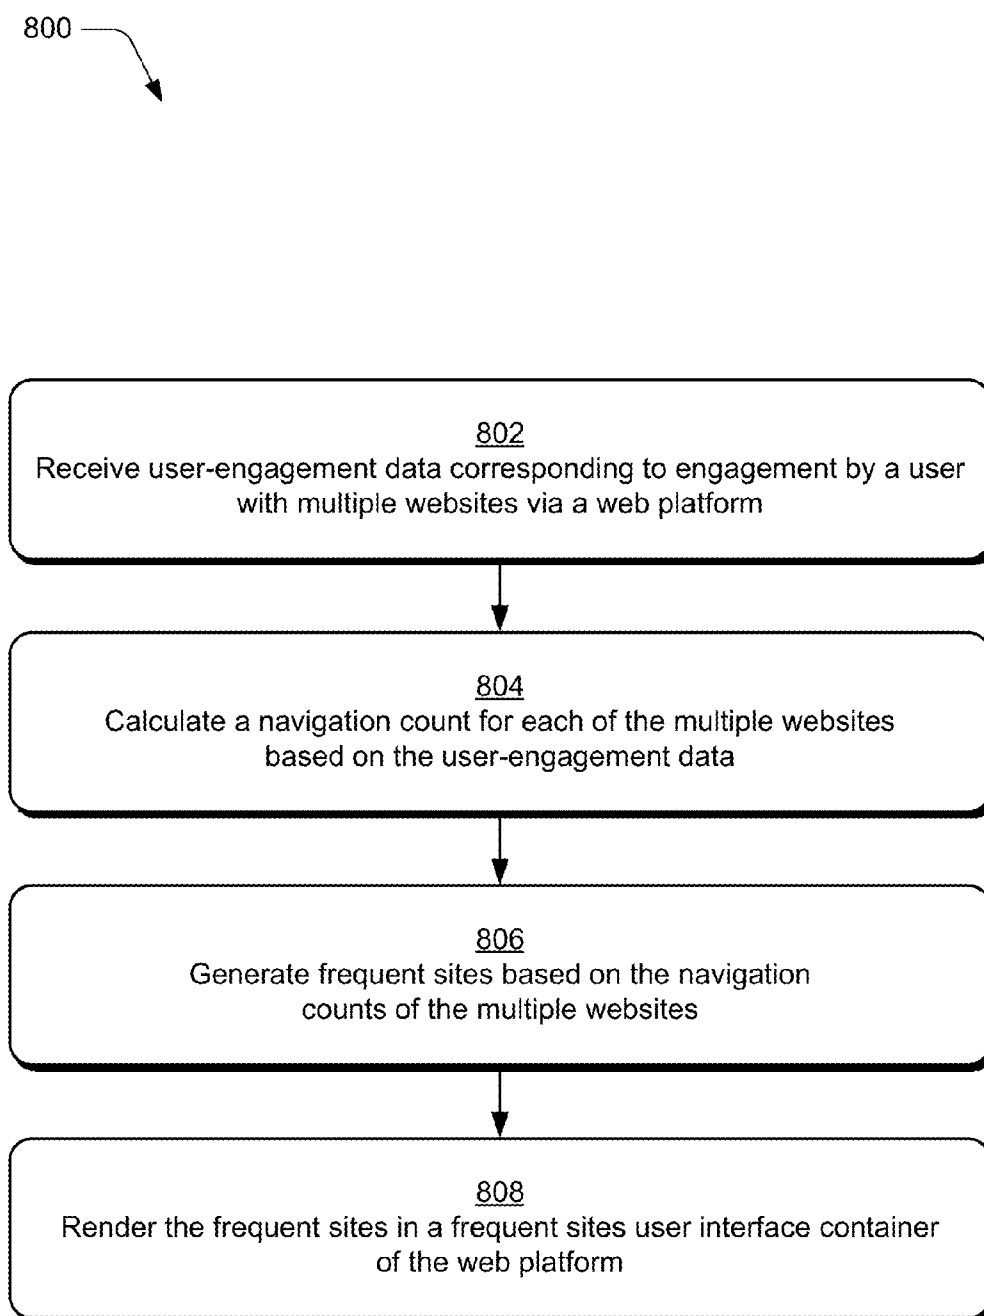 800
802
Receive user-engagement data corresponding to engagement by a user
with multiple websites via a web platform
804
Calculate a navigation count for each of the multiple websites
based on the user-engagement data
806
Generate frequent sites based on the navigation
counts of the multiple websites
808
Render the frequent sites in a frequent sites user interface container
of the web platform